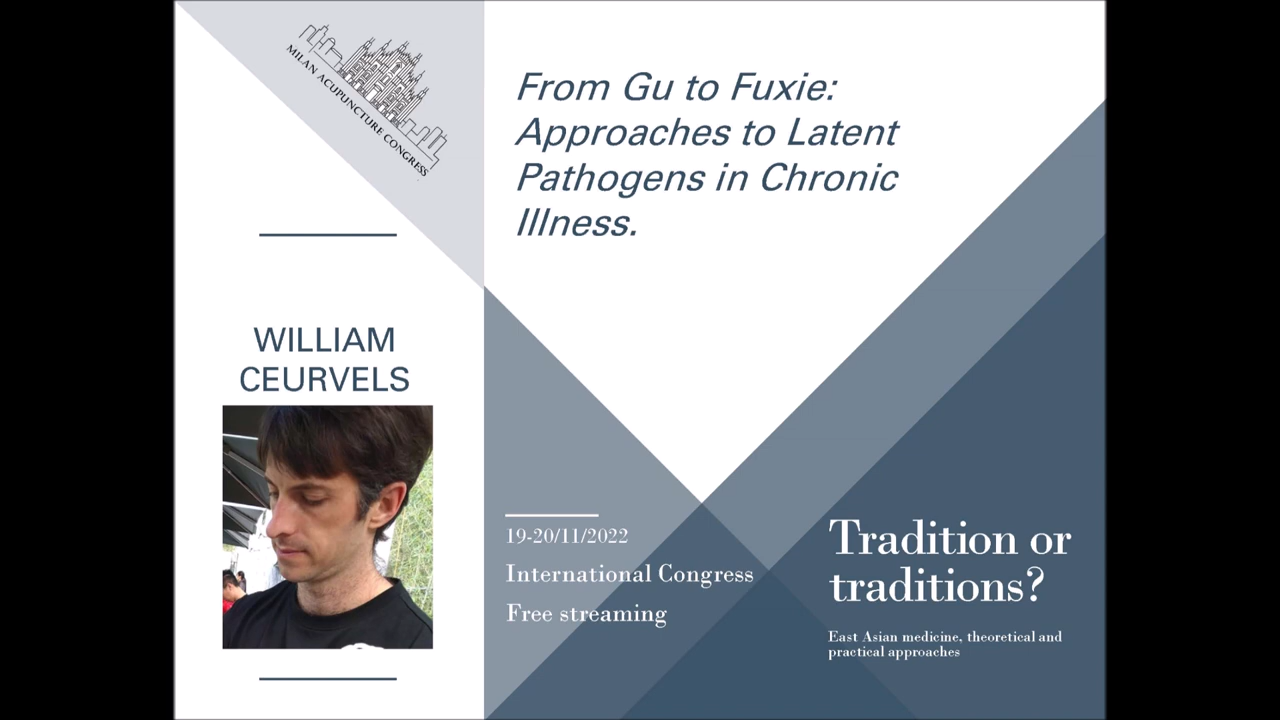 MILAN ACUPUNCTURE CONGRESS
From Gu to Fuxie:
Approaches to Latent
Pathogens in Chronic
Illness.
WILLIAM
CEURVELS
19-20/11/2022
International Congress
Free streaming
Tradition or
traditions?
East Asian medicine, theoretical and
practical approaches